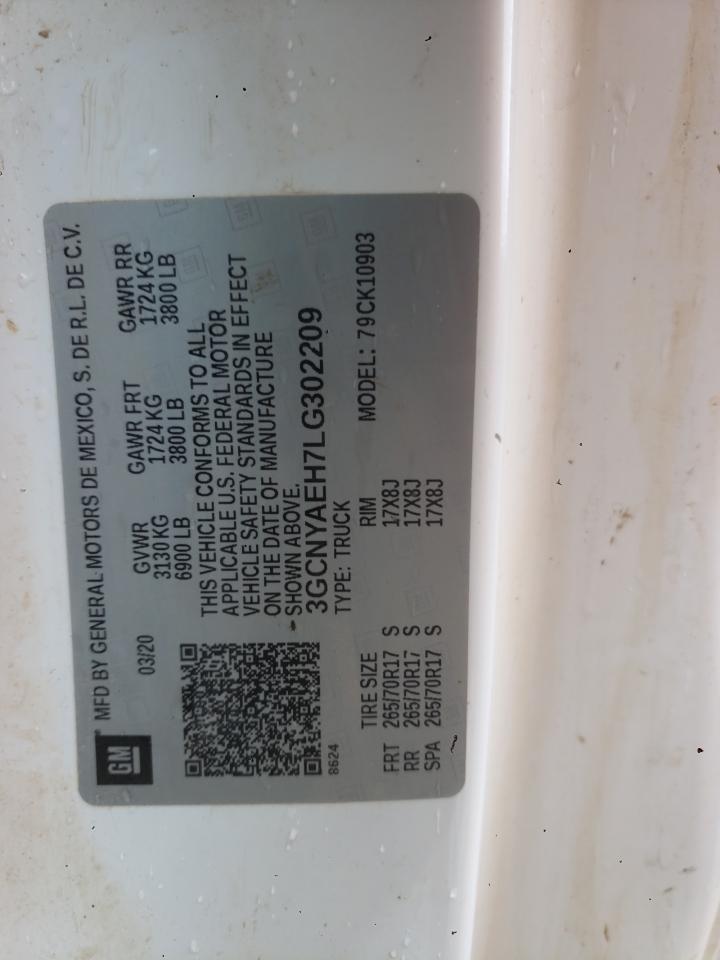 GM
MFD BY GENERAL MOTORS DE MEXICO, S. DE R.L. DE C.V.
03/20
GVWR GAWR FRT GAWR RR
3130 KG 1724 KG 1724 KG
6900 LB 3800 LB 3800 LB
THIS VEHICLE CONFORMS TO ALL
APPLICABLE U.S. FEDERAL MOTOR
VEHICLE SAFETY STANDARDS IN EFFECT
ON THE DATE OF MANUFACTURE
SHOWN ABOVE.
3GCNYAEH7LG302209
TYPE: TRUCK MODEL: 79CK10903
8624
TIRE SIZE RIM
FRT 265/70R17 S 17X8J
RR 265/70R17 S 17X8J
SPA 265/70R17 S 17X8J